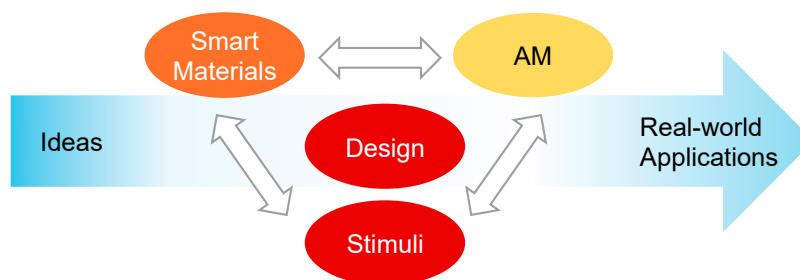 Smart
Materials
AM
Ideas
Design
Real-world
Applications
Stimuli